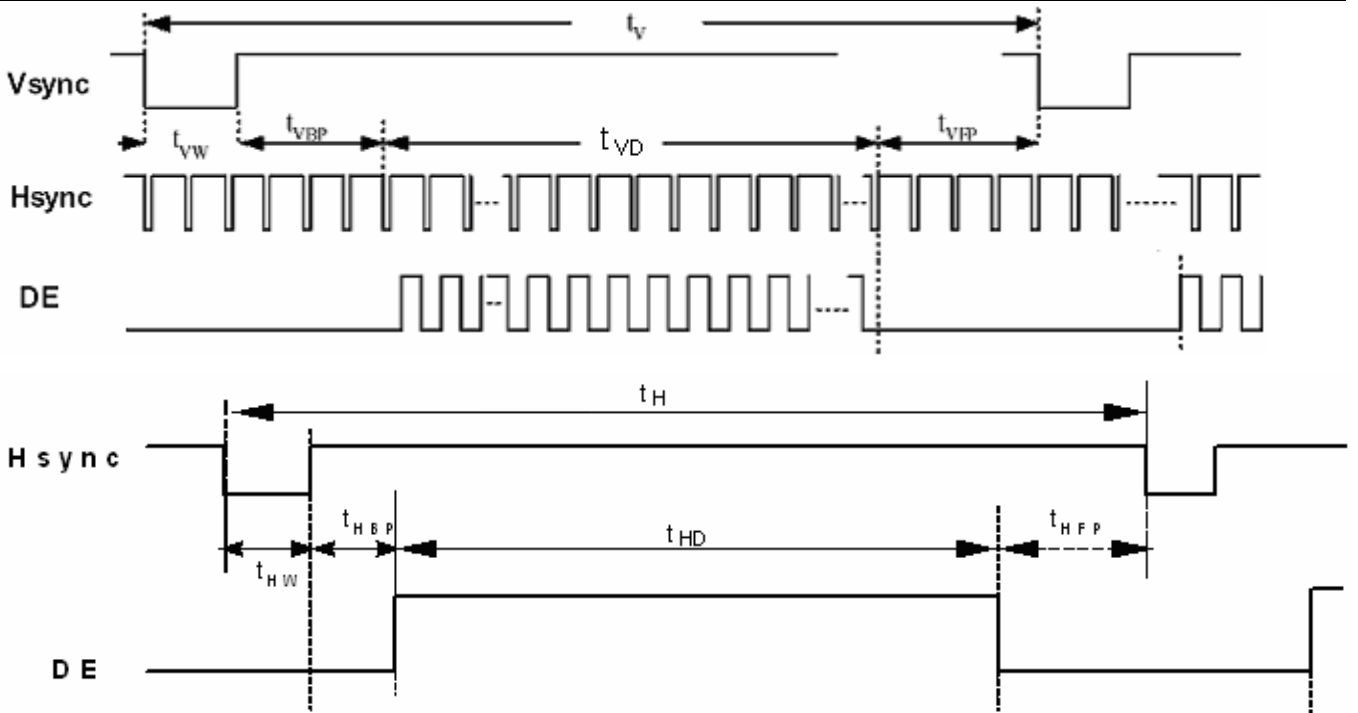 tV
Vsync
tVW
tVBP
tVD
tVFP
Hsync
DE
tH
Hsync
tHBP
tHD
tHFP
tHW
DE